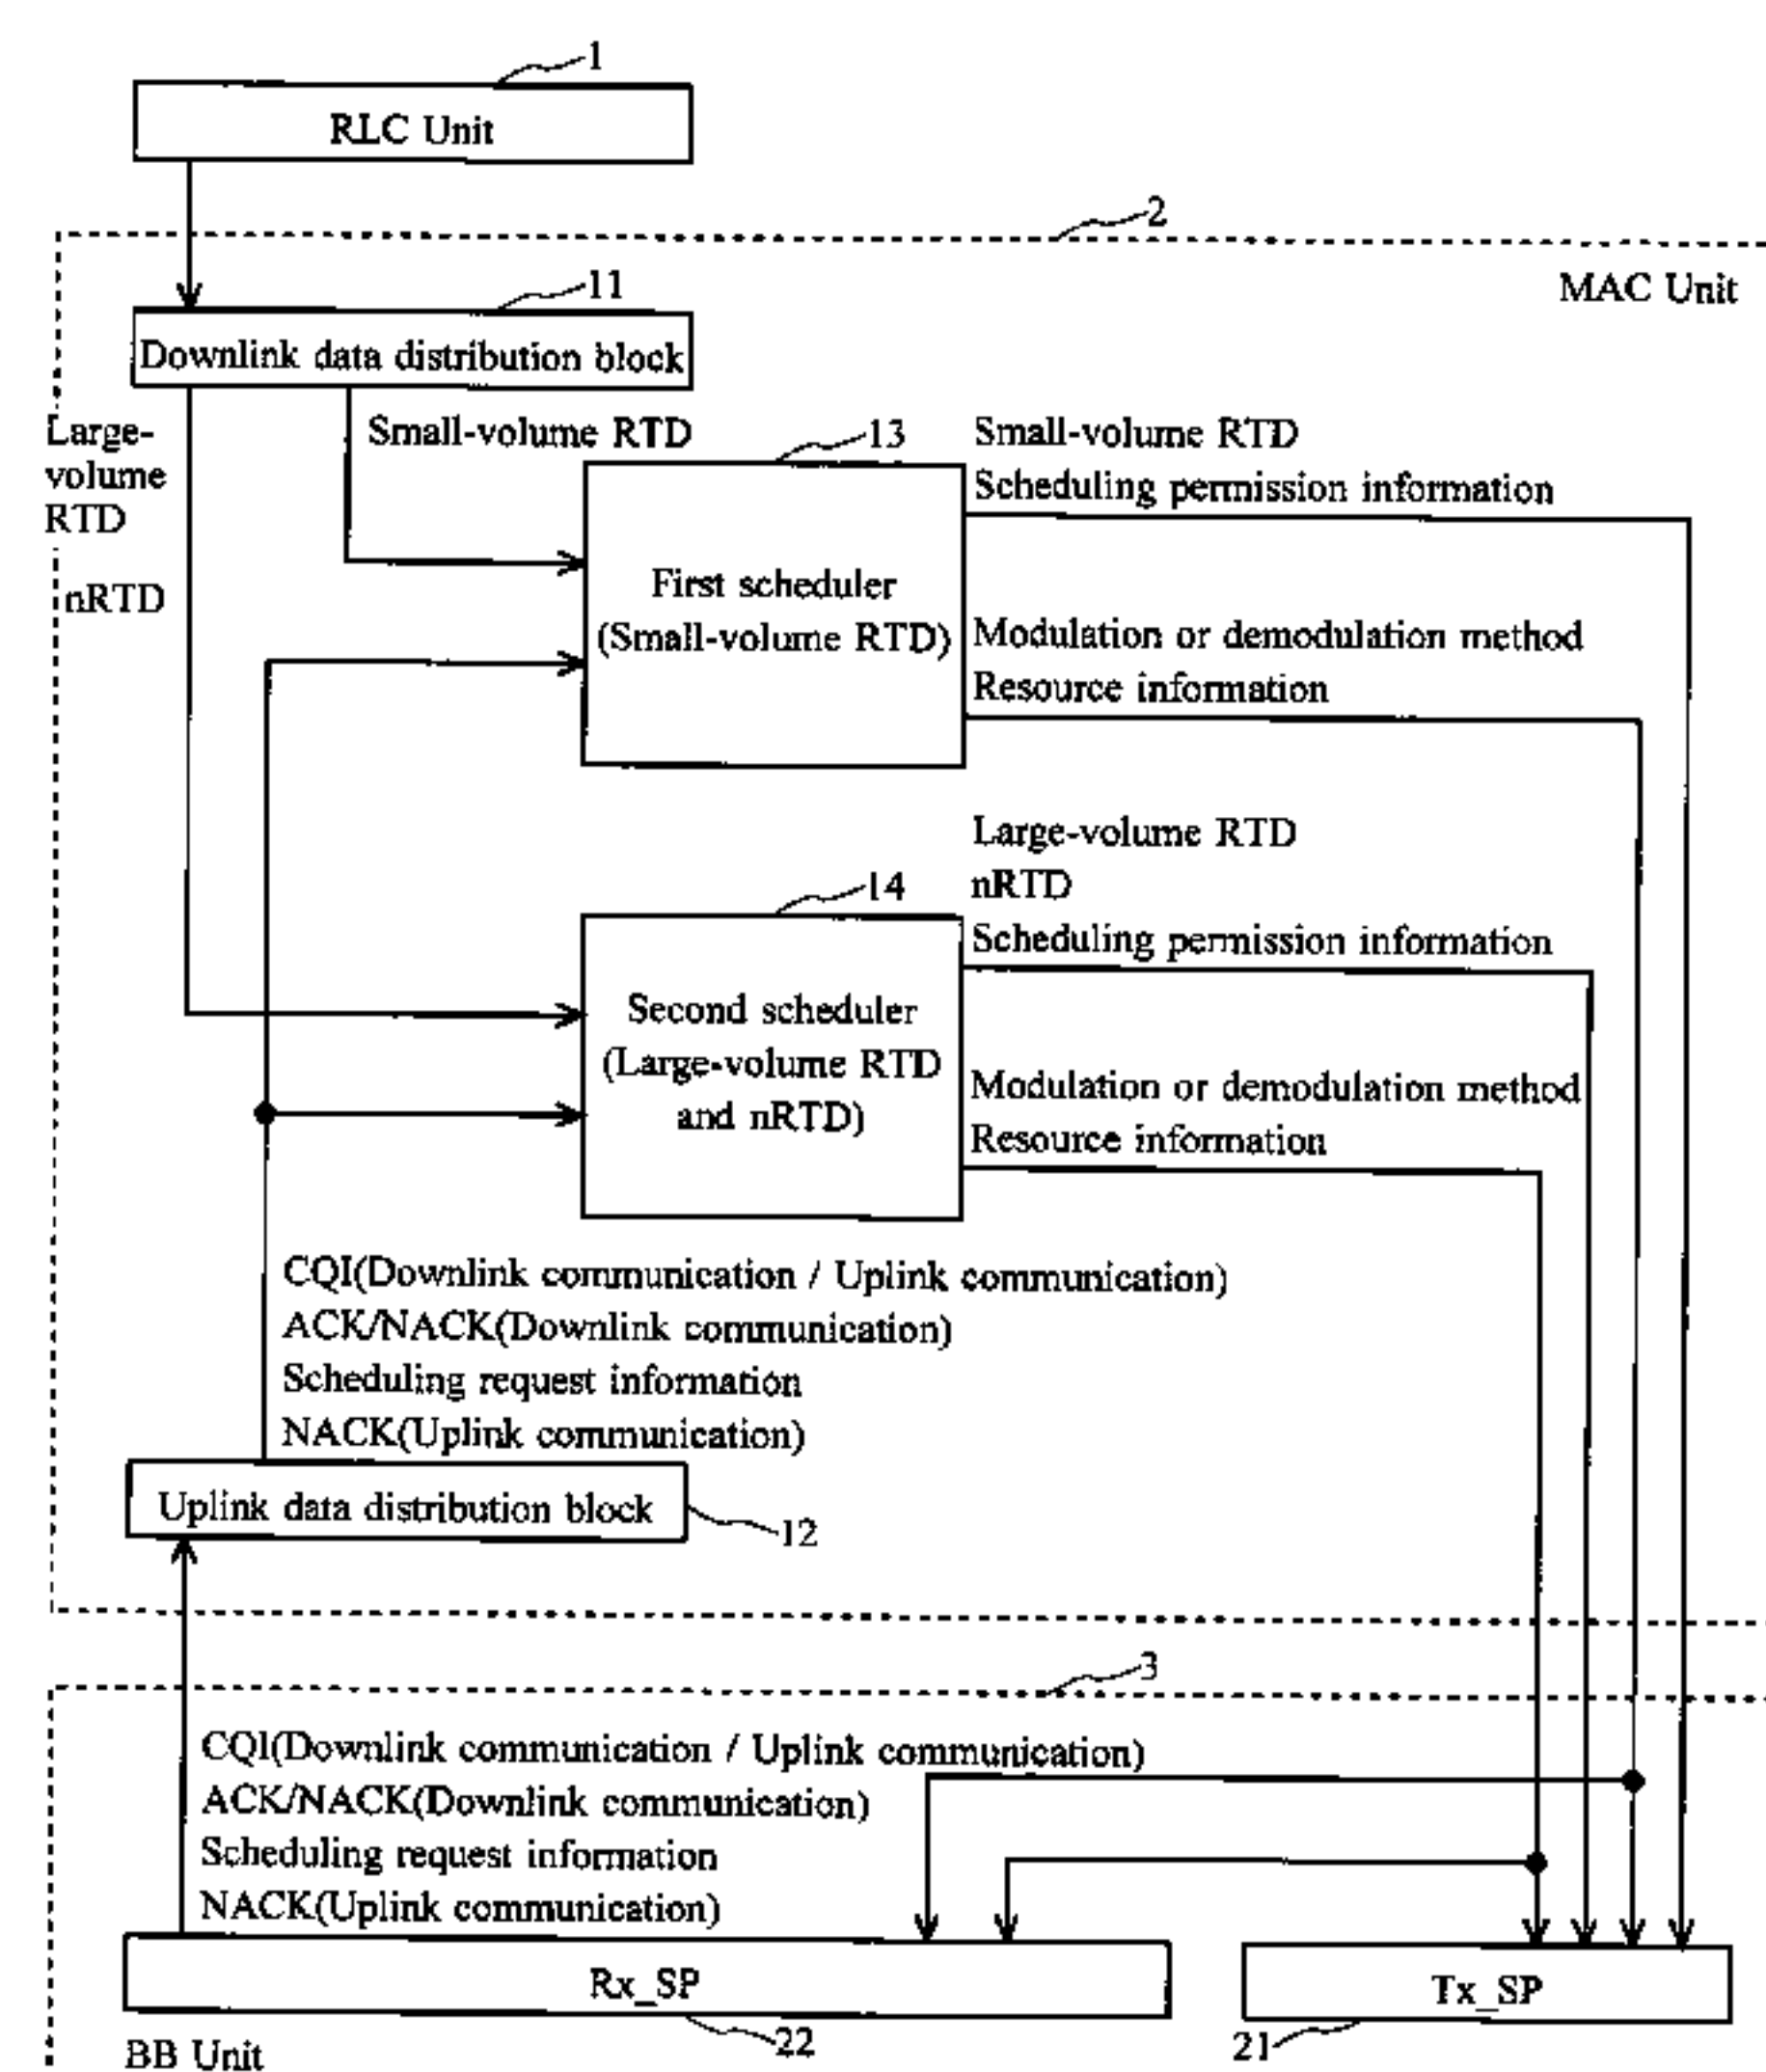 1
RLC Unit
2
MAC Unit
11
Downlink data distribution block
Large-
volume
RTD
nRTD
Small-volume RTD
13
First scheduler
(Small-volume RTD)
Small-volume RTD
Scheduling permission information
Modulation or demodulation method
Resource information
14
Second scheduler
(Large-volume RTD
and nRTD)
Large-volume RTD
nRTD
Scheduling permission information
Modulation or demodulation method
Resource information
CQI(Downlink communication / Uplink communication)
ACK/NACK(Downlink communication)
Scheduling request information
NACK(Uplink communication)
Uplink data distribution block
12
3
CQI(Downlink communication / Uplink communication)
ACK/NACK(Downlink communication)
Scheduling request information
NACK(Uplink communication)
Rx_SP
Tx_SP
22
21
BB Unit